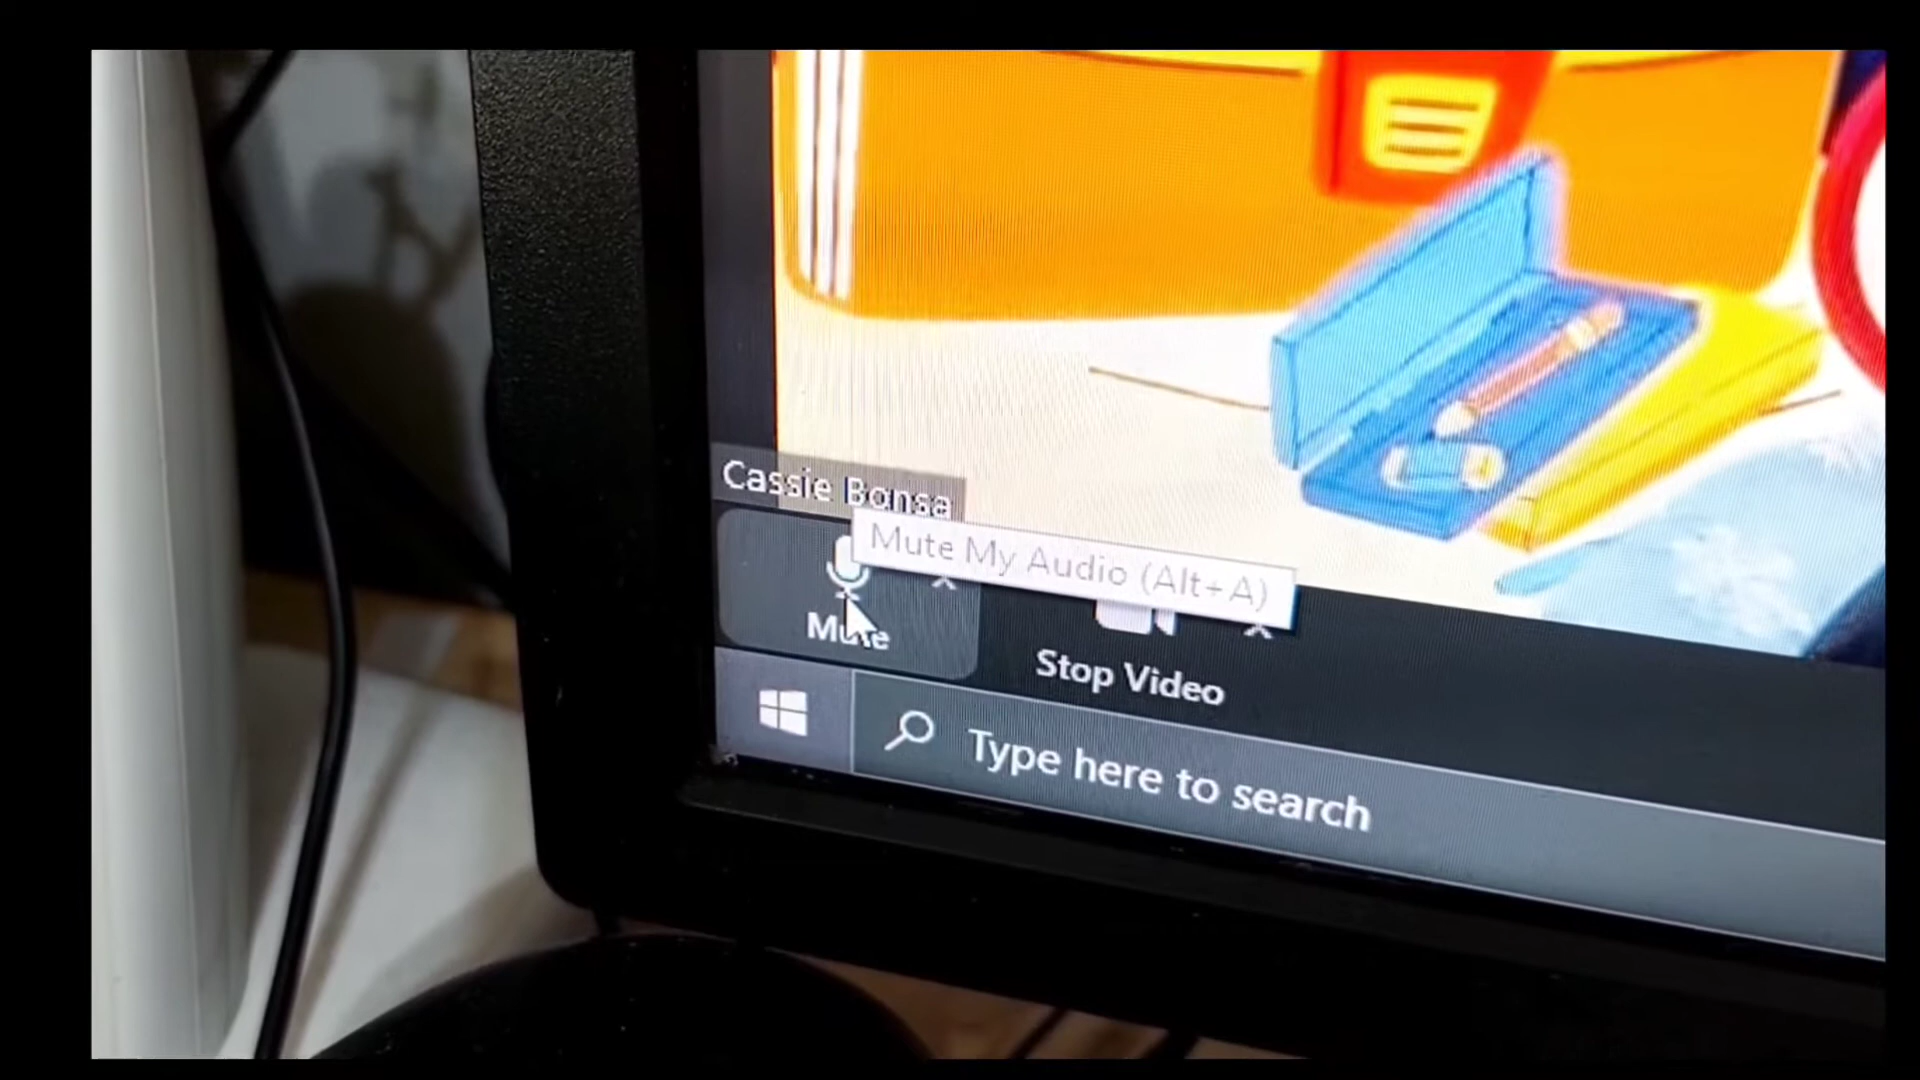 Cassie Bonsa
Mute My Audio (Alt+A)
Mute
Stop Video
Type here to search